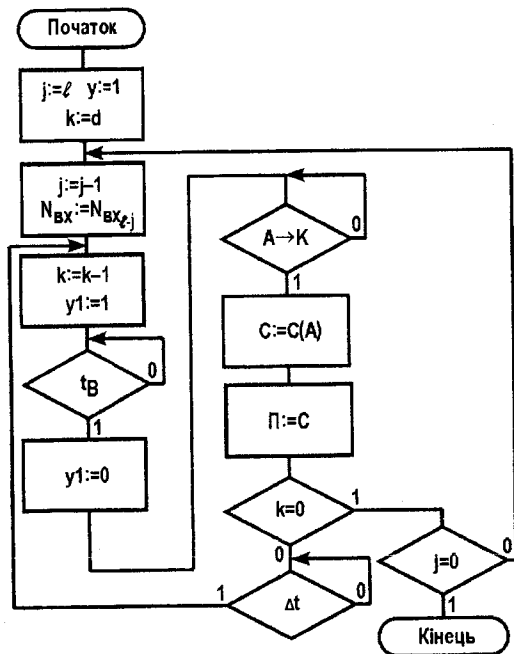 Початок
j:=ℓ y:=1
k:=d
j:=j–1
Nвх:=Nвхℓ-j
k:=k–1
y1:=1
tв
0
1
y1:=0
A→K
0
1
C:=C(A)
П:=C
k=0
1
0
Δt
1
0
j=0
0
1
Кінець